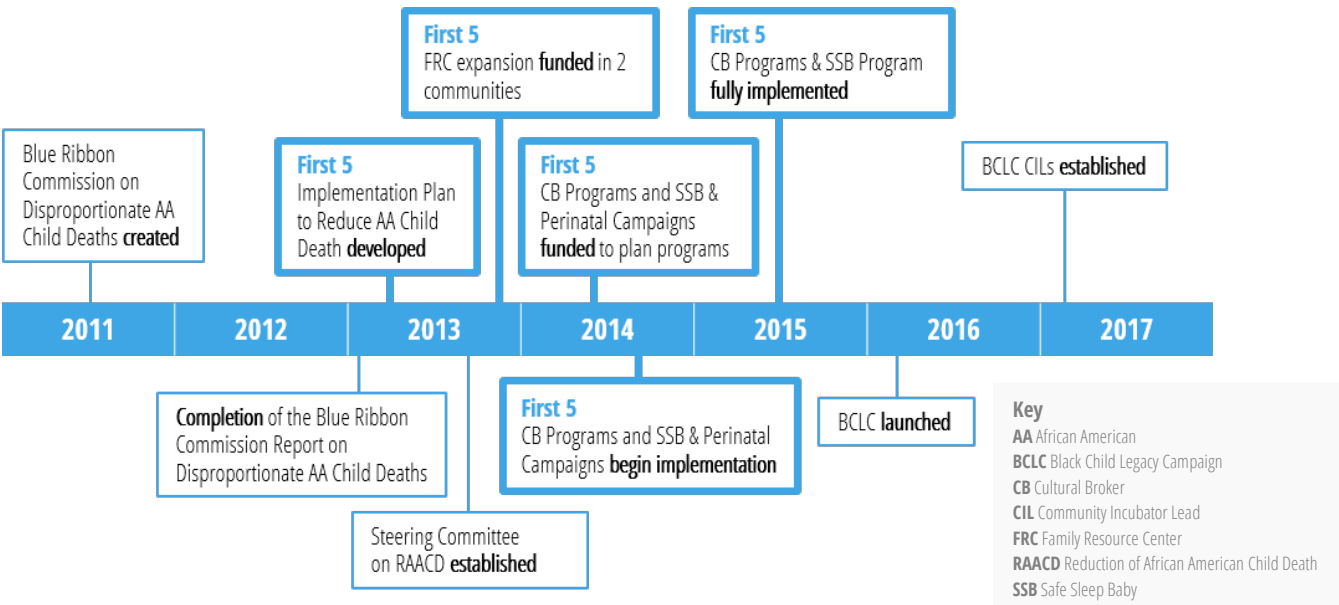 First 5
FRC expansion funded in 2
communities
First 5
CB Programs & SSB Program
fully implemented
Blue Ribbon
Commission on
Disproportionate AA
Child Deaths created
First 5
Implementation Plan
to Reduce AA Child
Death developed
First 5
CB Programs and SSB &
Perinatal Campaigns
funded to plan programs
BCLC CILs established
2011
2012
2013
2014
2015
2016
2017
Completion of the Blue Ribbon
Commission Report on
Disproportionate AA Child Deaths
First 5
CB Programs and SSB & Perinatal
Campaigns begin implementation
BCLC launched
Steering Committee
on RAACD established
Key
AA African American
BCLC Black Child Legacy Campaign
CB Cultural Broker
CIL Community Incubator Lead
FRC Family Resource Center
RAACD Reduction of African American Child Death
SSB Safe Sleep Baby